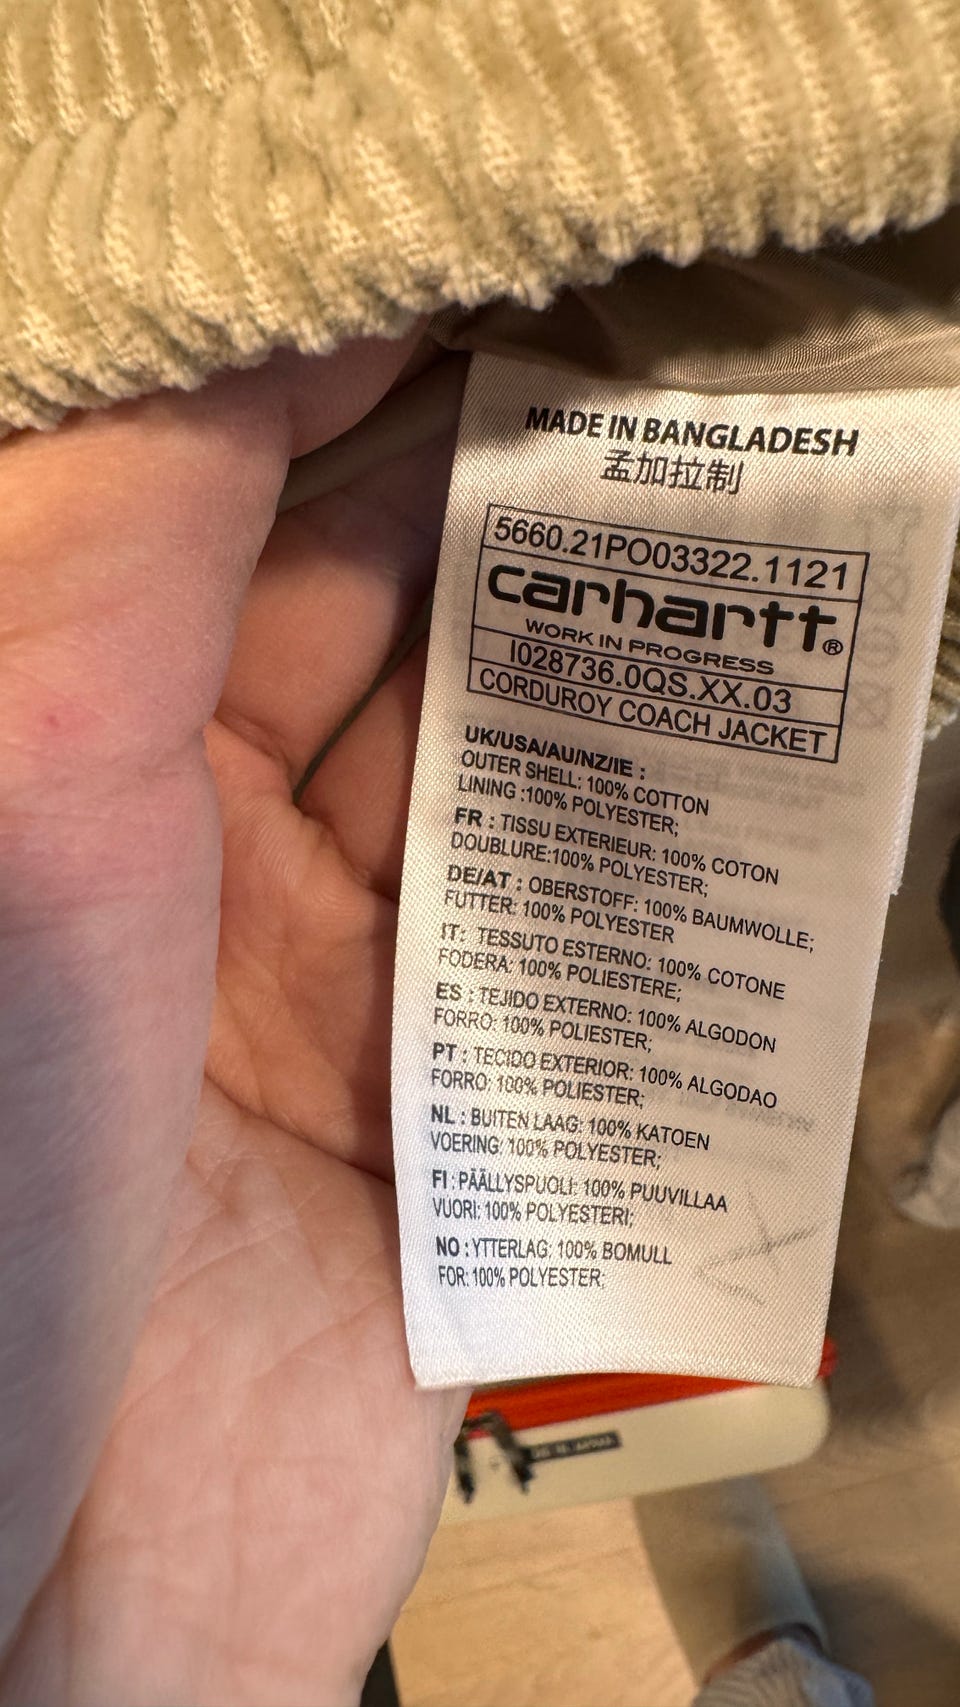 MADE IN BANGLADESH
孟加拉制
5660.21PO03322.1121
carhartt®
WORK IN PROGRESS
I028736.0QS.XX.03
CORDUROY COACH JACKET
UK/USA/AU/NZ/IE :
OUTER SHELL: 100% COTTON
LINING :100% POLYESTER;
FR : TISSU EXTERIEUR: 100% COTON
DOUBLURE:100% POLYESTER;
DE/AT : OBERSTOFF: 100% BAUMWOLLE;
FUTTER: 100% POLYESTER
IT: TESSUTO ESTERNO: 100% COTONE
FODERA: 100% POLIESTERE;
ES : TEJIDO EXTERNO: 100% ALGODON
FORRO: 100% POLIESTER;
PT : TECIDO EXTERIOR: 100% ALGODAO
FORRO: 100% POLIESTER;
NL : BUITEN LAAG: 100% KATOEN
VOERING: 100% POLYESTER;
FI : PÄÄLLYSPUOLI: 100% PUUVILLAA
VUORI: 100% POLYESTERI;
NO : YTTERLAG: 100% BOMULL
FOR: 100% POLYESTER;